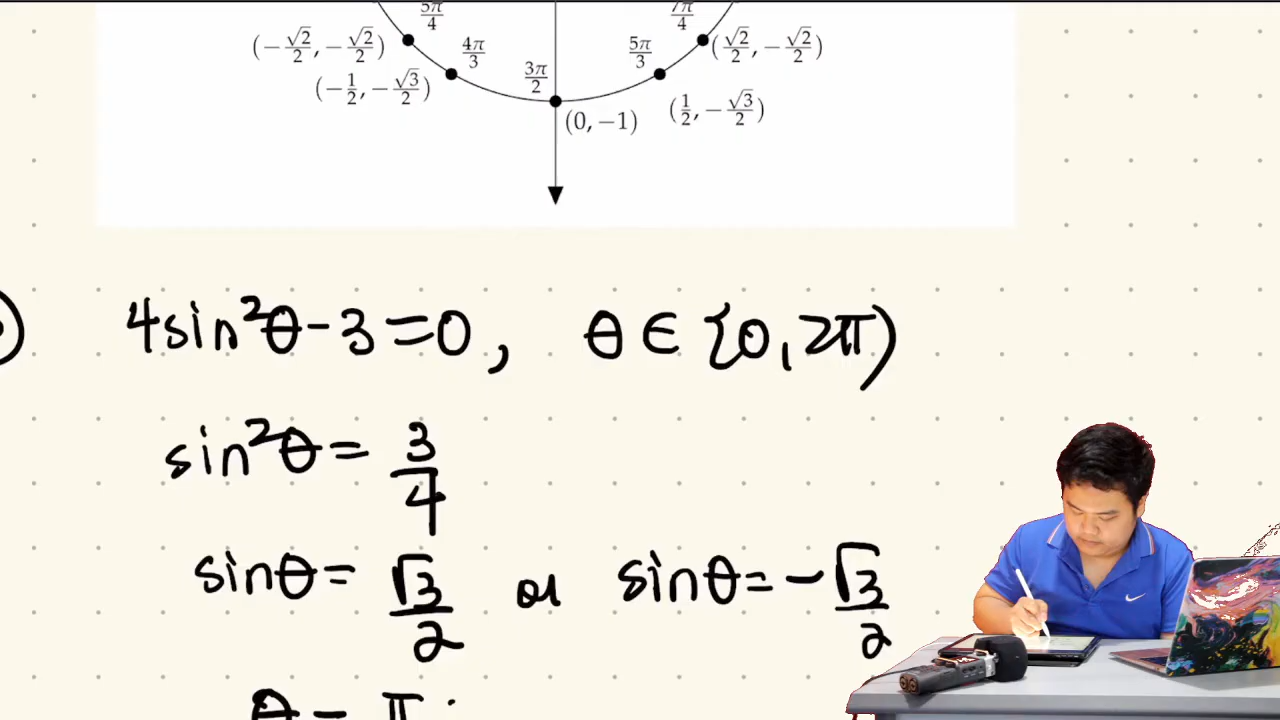 5π/4
7π/4
(−√2/2, −√2/2)
4π/3
5π/3
(√2/2, −√2/2)
(−1/2, −√3/2)
3π/2
(1/2, −√3/2)
(0, −1)
4sin²θ − 3 = 0, θ ∈ {0, 2π)
sin²θ = 3/4
sinθ = √3/2 or sinθ = −√3/2
θ = π